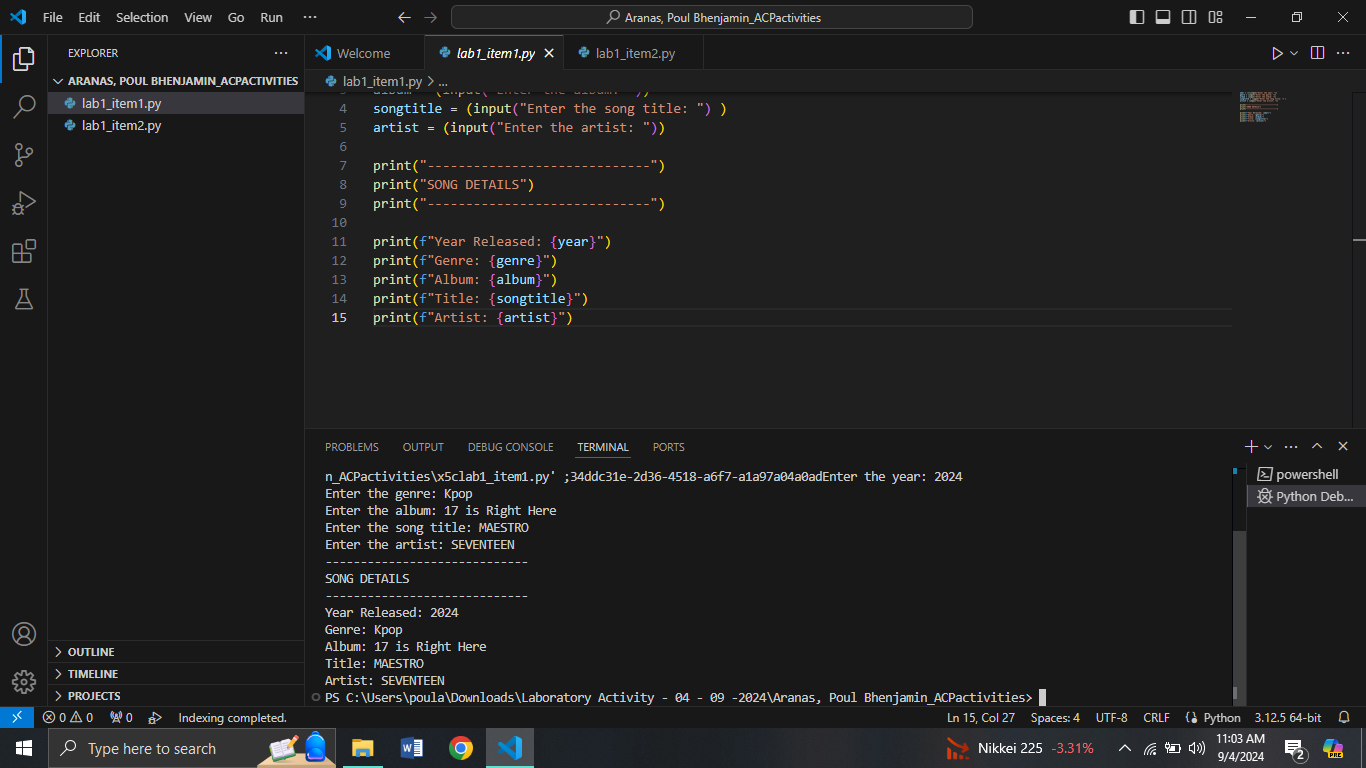 File Edit Selection View Go Run ···
Aranas, Poul Bhenjamin_ACPactivities
EXPLORER
ARANAS, POUL BHENJAMIN_ACPACTIVITIES
lab1_item1.py
lab1_item2.py
OUTLINE
TIMELINE
PROJECTS
Welcome lab1_item1.py lab1_item2.py
lab1_item1.py > ...
4 songtitle = (input("Enter the song title: ") )
5 artist = (input("Enter the artist: "))
6
7 print("-----------------------------")
8 print("SONG DETAILS")
9 print("-----------------------------")
10
11 print(f"Year Released: {year}")
12 print(f"Genre: {genre}")
13 print(f"Album: {album}")
14 print(f"Title: {songtitle}")
15 print(f"Artist: {artist}")
PROBLEMS OUTPUT DEBUG CONSOLE TERMINAL PORTS
n_ACPactivities\x5clab1_item1.py' ;34ddc31e-2d36-4518-a6f7-a1a97a04a0adEnter the year: 2024
Enter the genre: Kpop
Enter the album: 17 is Right Here
Enter the song title: MAESTRO
Enter the artist: SEVENTEEN
-----------------------------
SONG DETAILS
-----------------------------
Year Released: 2024
Genre: Kpop
Album: 17 is Right Here
Title: MAESTRO
Artist: SEVENTEEN
PS C:\Users\poula\Downloads\Laboratory Activity - 04 - 09 -2024\Aranas, Poul Bhenjamin_ACPactivities>
powershell
Python Deb...
0 0 0 Indexing completed.
Ln 15, Col 27 Spaces: 4 UTF-8 CRLF Python 3.12.5 64-bit
Type here to search
Nikkei 225 -3.31%
11:03 AM
9/4/2024
2
PRE